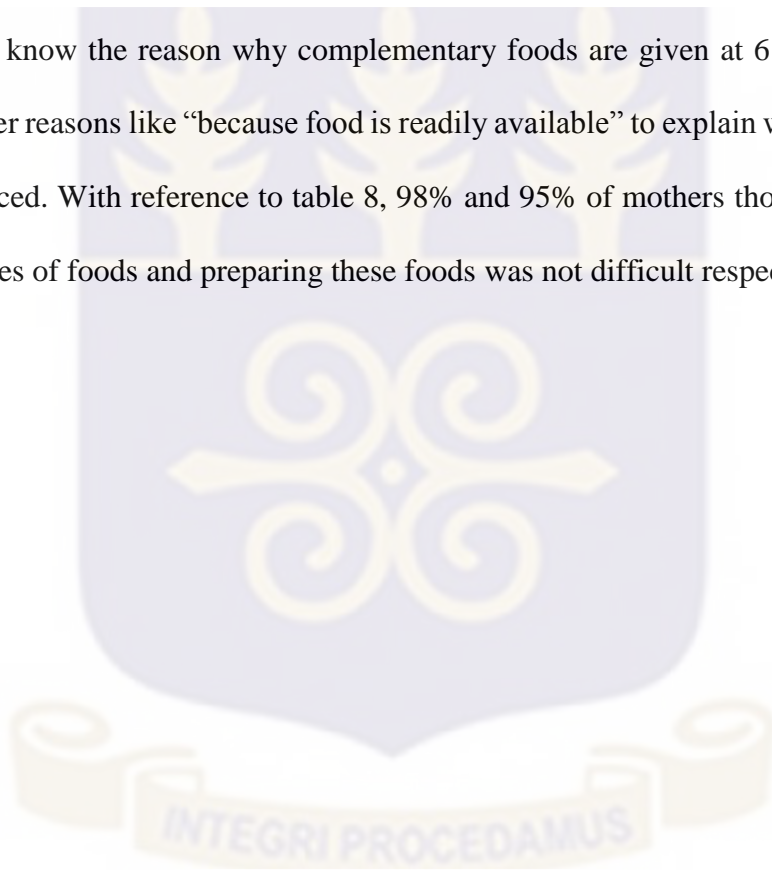 know the reason why complementary foods are given at 6
er reasons like “because food is readily available” to explain w
ced. With reference to table 8, 98% and 95% of mothers tho
es of foods and preparing these foods was not difficult respec
INTEGRI PROCEDAMUS